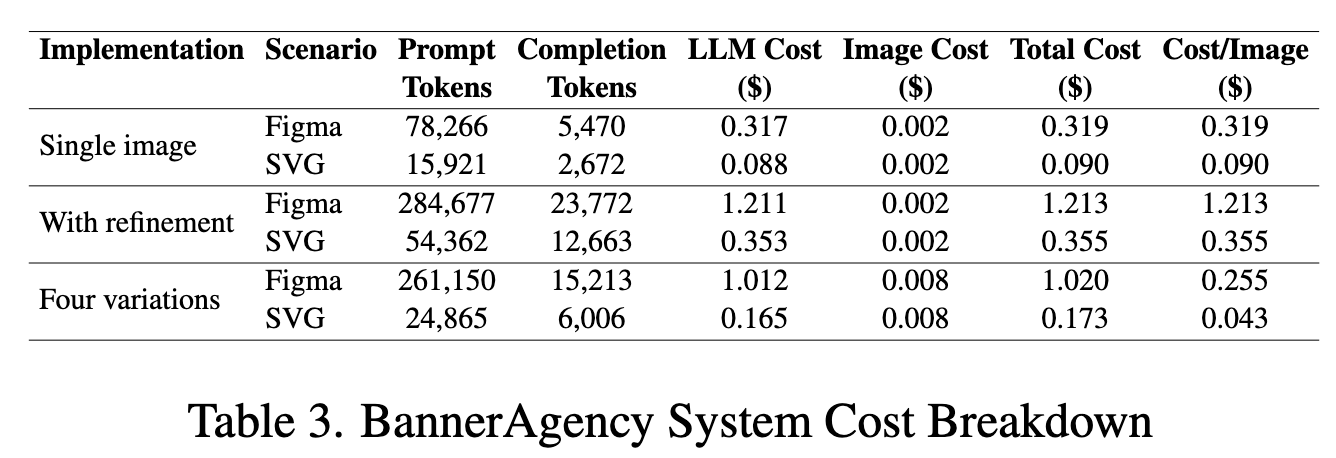 Implementation Scenario Prompt Completion LLM Cost Image Cost Total Cost Cost/Image
Tokens Tokens ($) ($) ($) ($)
Single image
Figma 78,266 5,470 0.317 0.002 0.319 0.319
SVG 15,921 2,672 0.088 0.002 0.090 0.090
With refinement
Figma 284,677 23,772 1.211 0.002 1.213 1.213
SVG 54,362 12,663 0.353 0.002 0.355 0.355
Four variations
Figma 261,150 15,213 1.012 0.008 1.020 0.255
SVG 24,865 6,006 0.165 0.008 0.173 0.043
Table 3. BannerAgency System Cost Breakdown